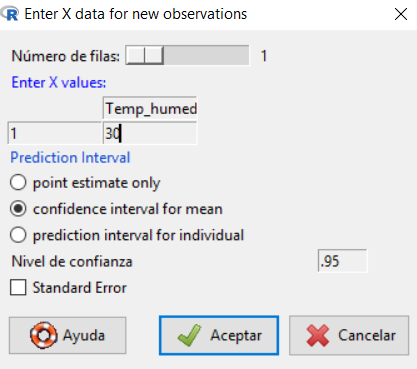 Enter X data for new observations
Número de filas: 1
Enter X values:
Temp_humed
1 30
Prediction Interval
point estimate only
confidence interval for mean
prediction interval for individual
Nivel de confianza .95
Standard Error
Ayuda Aceptar Cancelar